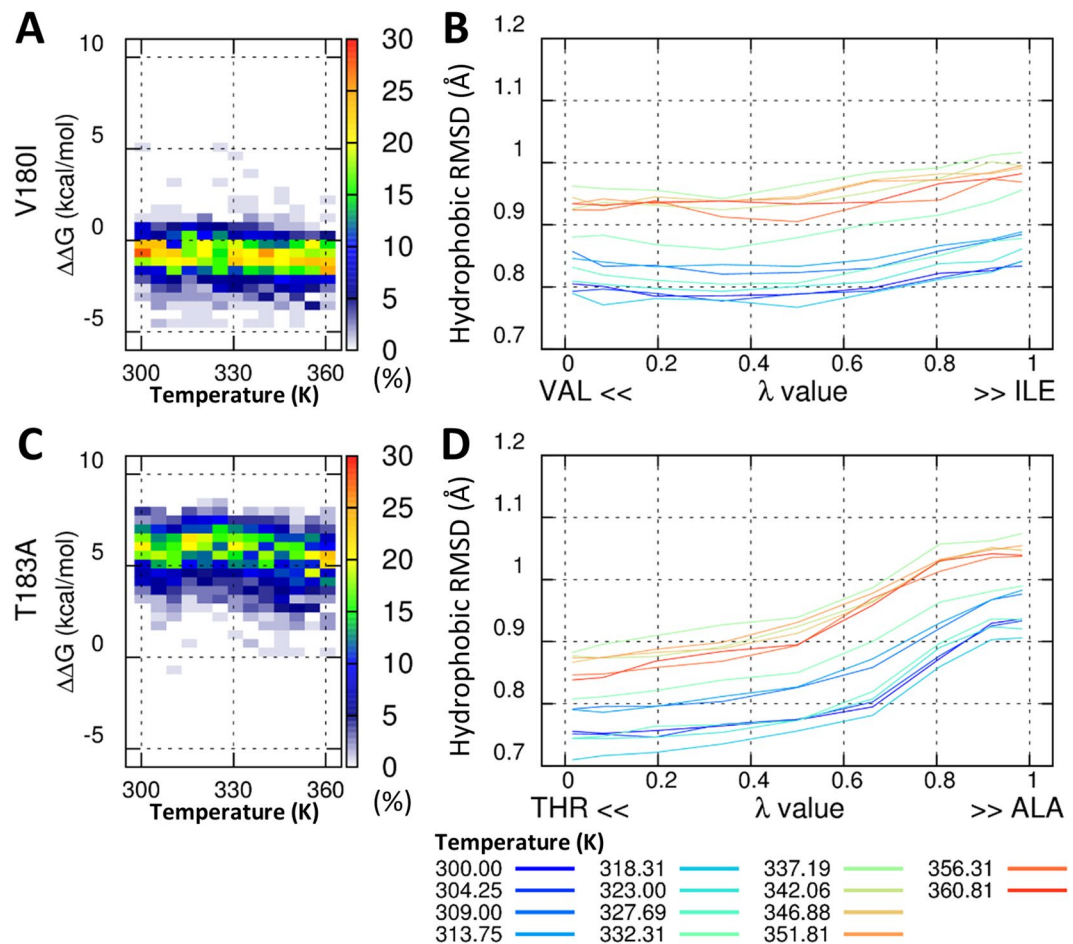 A
V180I
ΔΔG (kcal/mol)
10
5
0
-5
300
330
360
Temperature (K)
30
25
20
15
10
5
0
(%)
B
Hydrophobic RMSD (Å)
1.2
1.1
1
0.9
0.8
0.7
0
0.2
0.4
0.6
0.8
1
VAL <<
λ value
>> ILE
C
T183A
ΔΔG (kcal/mol)
10
5
0
-5
300
330
360
Temperature (K)
30
25
20
15
10
5
0
(%)
D
Hydrophobic RMSD (Å)
1.2
1.1
1
0.9
0.8
0.7
0
0.2
0.4
0.6
0.8
1
THR <<
λ value
>> ALA
Temperature (K)
300.00 318.31 337.19 356.31
304.25 323.00 342.06 360.81
309.00 327.69 346.88
313.75 332.31 351.81